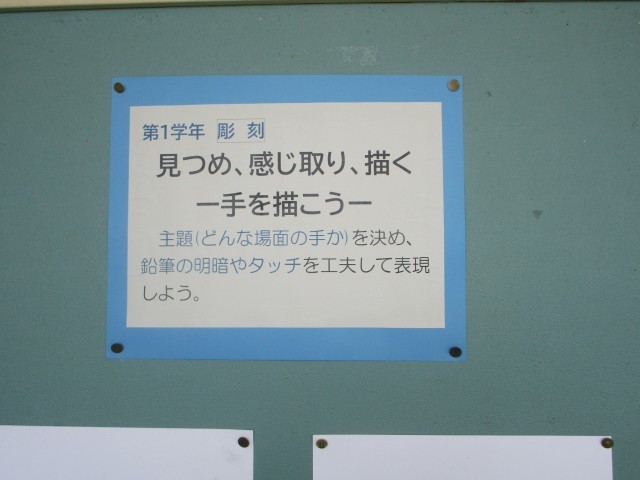 第1学年 彫 刻
見つめ、感じ取り、描く
ー手を描こうー
主題(どんな場面の手か)を決め、
鉛筆の明暗やタッチを工夫して表現
しよう。